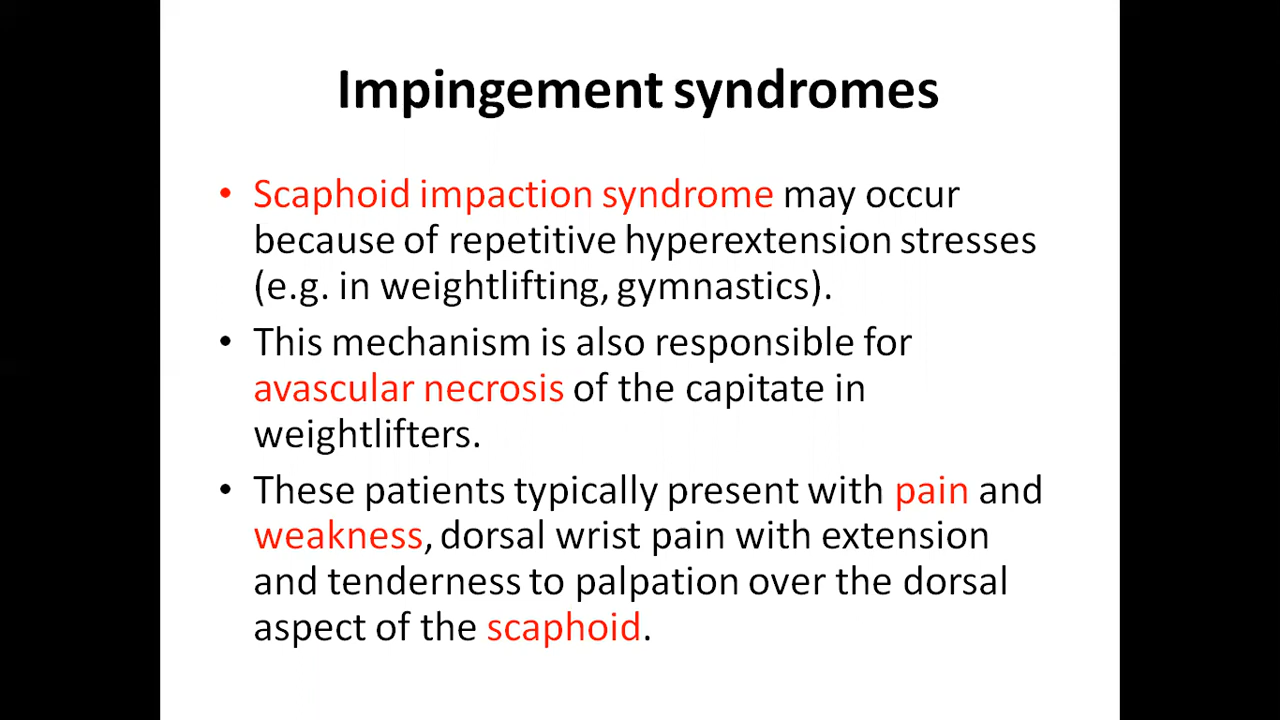 Impingement syndromes
• Scaphoid impaction syndrome may occur
because of repetitive hyperextension stresses
(e.g. in weightlifting, gymnastics).
• This mechanism is also responsible for
avascular necrosis of the capitate in
weightlifters.
• These patients typically present with pain and
weakness, dorsal wrist pain with extension
and tenderness to palpation over the dorsal
aspect of the scaphoid.